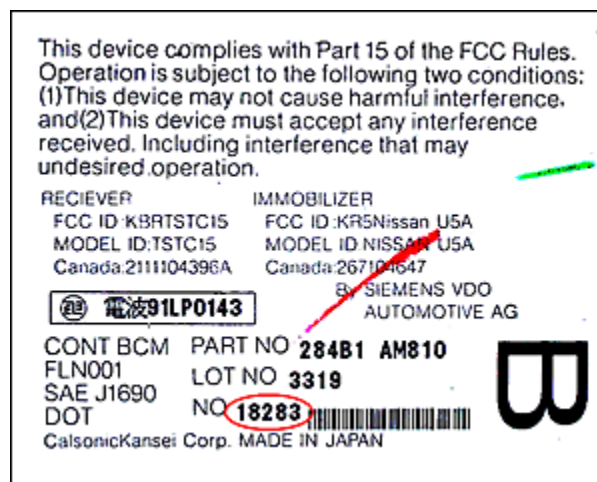 This device complies with Part 15 of the FCC Rules.
Operation is subject to the following two conditions:
(1)This device may not cause harmful interference,
and(2)This device must accept any interference
received. Including interference that may
undesired.operation.
RECIEVER IMMOBILIZER
FCC ID:KBRTSTC15 FCC ID:KR5Nissan U5A
MODEL ID:TSTC15 MODEL ID:NISSAN U5A
Canada:2111104396A Canada:267104647
By SIEMENS VDO
AUTOMOTIVE AG
電波91LP0143
CONT BCM PART NO 284B1 AM810
FLN001 LOT NO 3319
SAE J1690
DOT NO 18283
B
CalsonicKansei Corp. MADE IN JAPAN